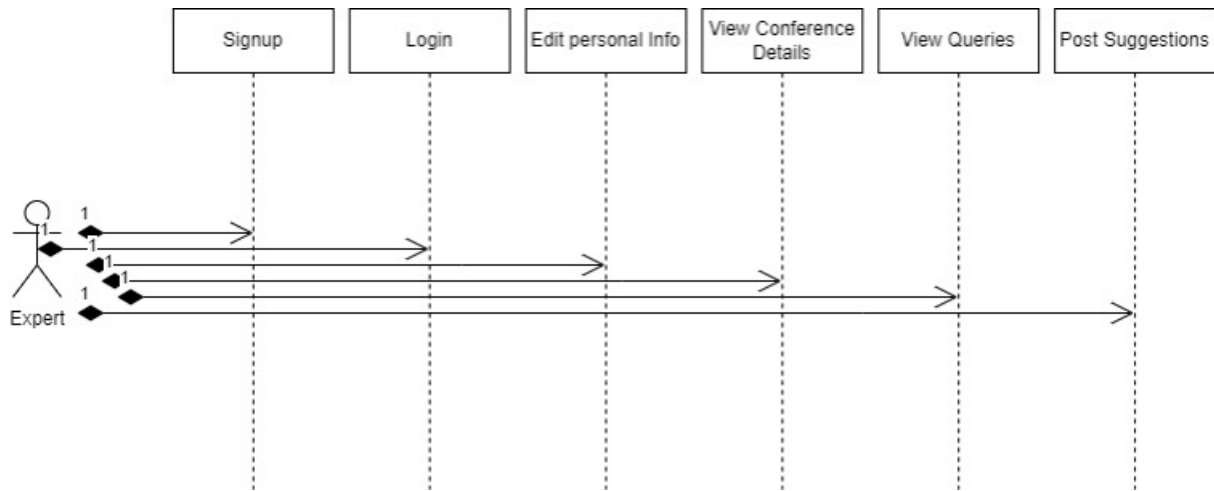 Signup
Login
Edit personal Info
View Conference
Details
View Queries
Post Suggestions
1
1
1
1
1
1
Expert